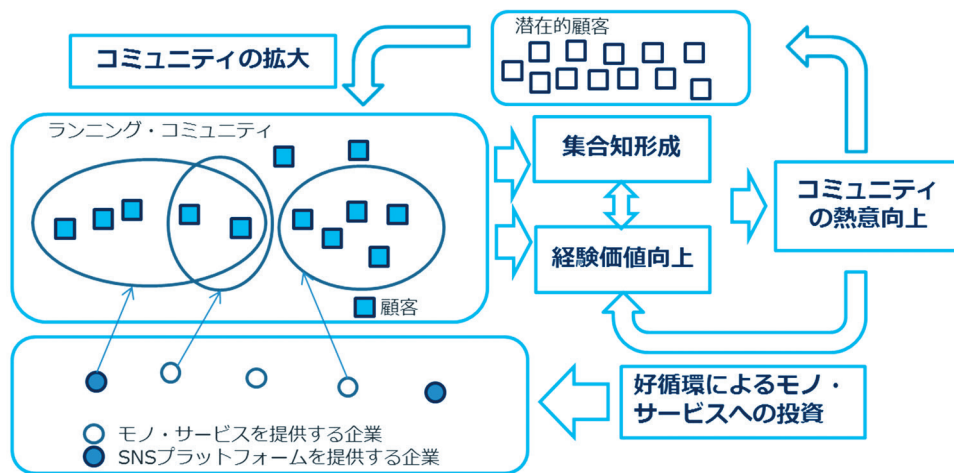 潜在的顧客
コミュニティの拡大
ランニング・コミュニティ
集合知形成
コミュニティ
の熱意向上
経験価値向上
顧客
好循環によるモノ・
サービスへの投資
モノ・サービスを提供する企業
SNSプラットフォームを提供する企業